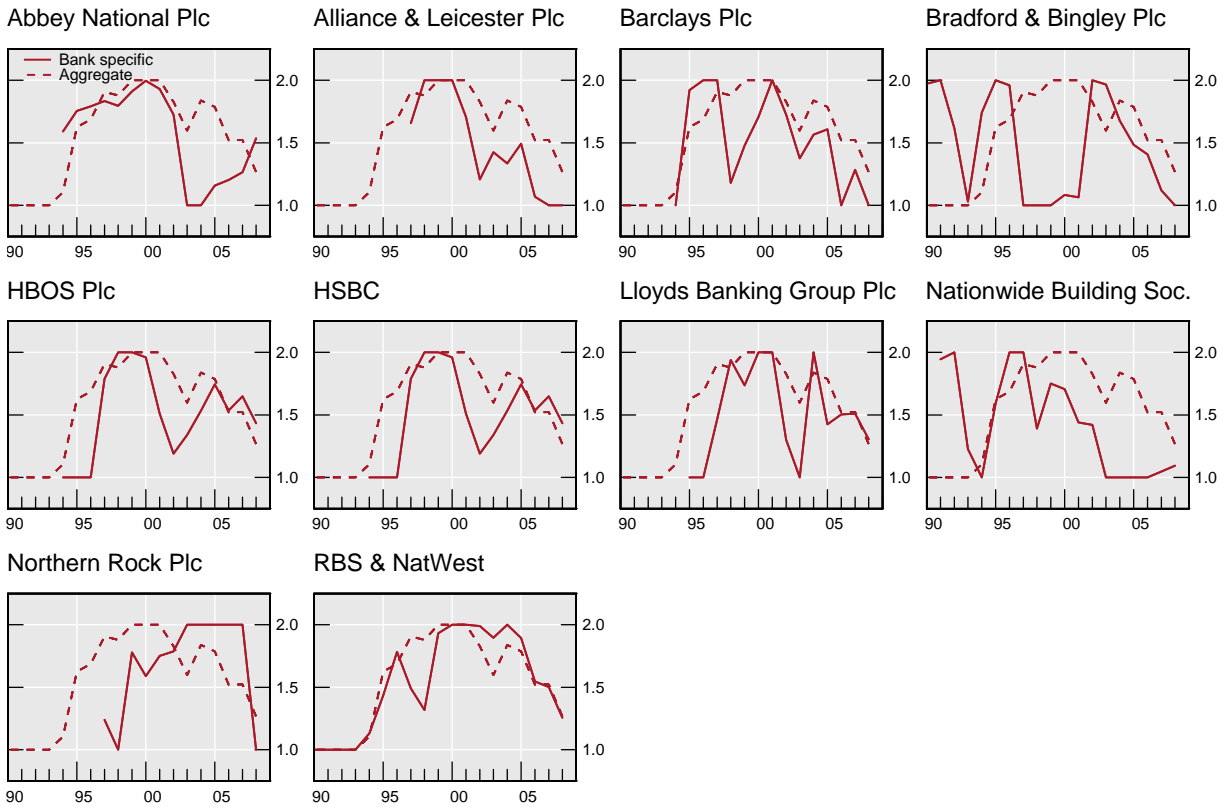 Abbey National Plc
Alliance & Leicester Plc
Barclays Plc
Bradford & Bingley Plc
Bank specific
Aggregate
2.0
1.5
1.0
90 95 00 05
2.0
1.5
1.0
90 95 00 05
2.0
1.5
1.0
90 95 00 05
2.0
1.5
1.0
90 95 00 05
HBOS Plc
HSBC
Lloyds Banking Group Plc
Nationwide Building Soc.
2.0
1.5
1.0
90 95 00 05
2.0
1.5
1.0
90 95 00 05
2.0
1.5
1.0
90 95 00 05
2.0
1.5
1.0
90 95 00 05
Northern Rock Plc
RBS & NatWest
2.0
1.5
1.0
90 95 00 05
2.0
1.5
1.0
90 95 00 05